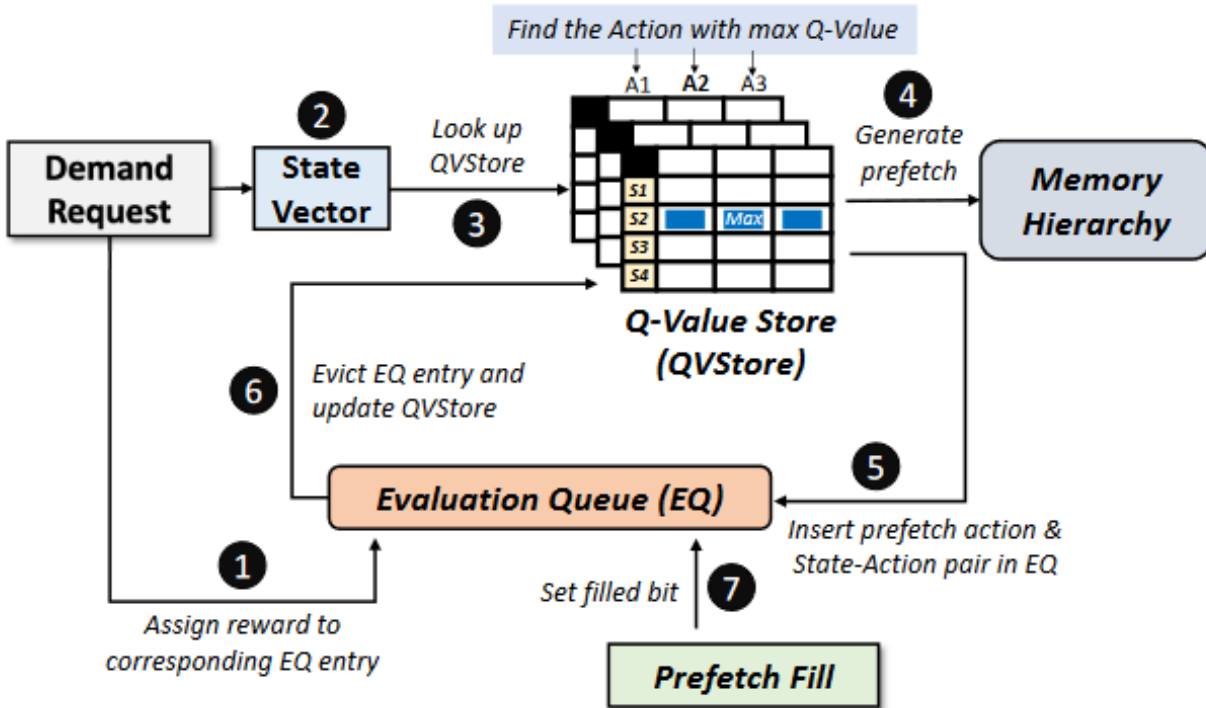 Find the Action with max Q-Value
A1 A2 A3
4
2
Look up
QVStore
Generate
prefetch
Demand
Request
State
Vector
Memory
Hierarchy
3
S1
S2 Max
S3
S4
Q-Value Store
(QVStore)
6
Evict EQ entry and
update QVStore
5
Evaluation Queue (EQ)
Insert prefetch action &
State-Action pair in EQ
1
Assign reward to
corresponding EQ entry
Set filled bit
7
Prefetch Fill